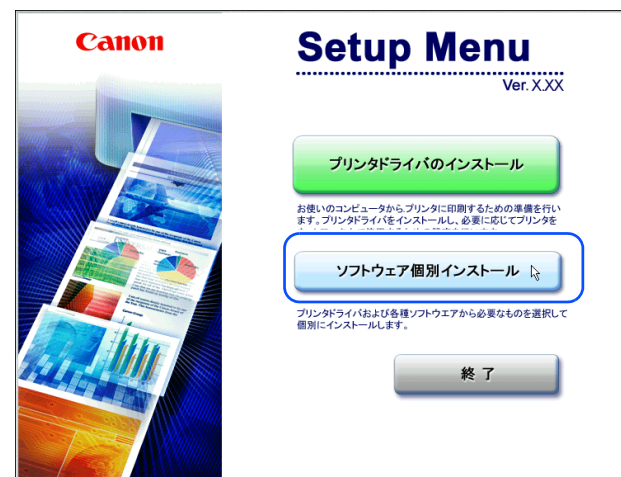 Canon
Setup Menu
Ver. X.XX
プリンタドライバのインストール
お使いのコンピュータからプリンタに印刷するための準備を行い
ます。プリンタドライバをインストールし、必要に応じてプリンタを
ソフトウェア個別インストール
プリンタドライバおよび各種ソフトウエアから必要なものを選択して
個別にインストールします。
終了